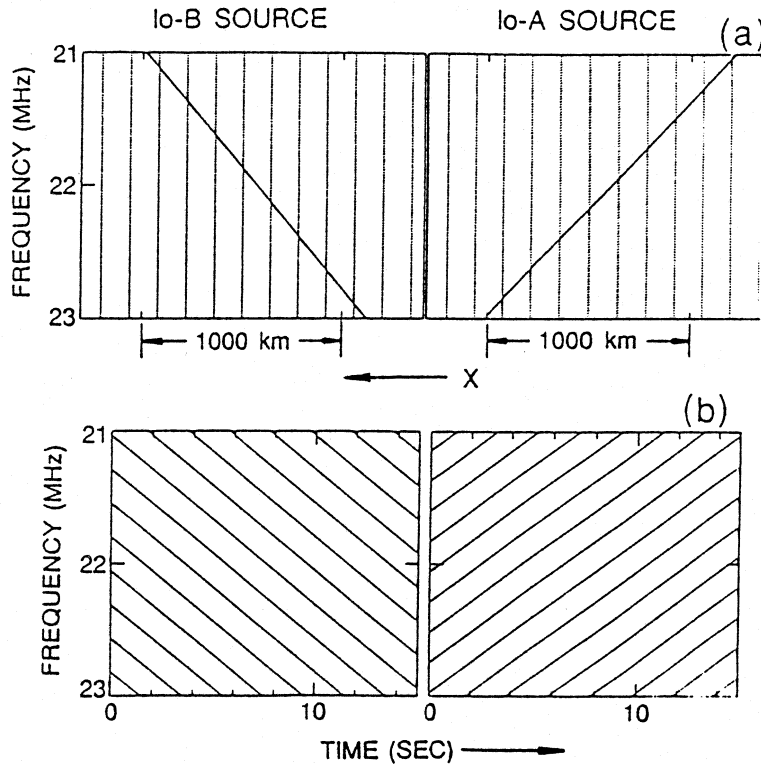 Io-B SOURCE
Io-A SOURCE
(a)
21
22
23
FREQUENCY (MHz)
1000 km
1000 km
X
(b)
21
22
23
FREQUENCY (MHz)
0
10
0
10
TIME (SEC)